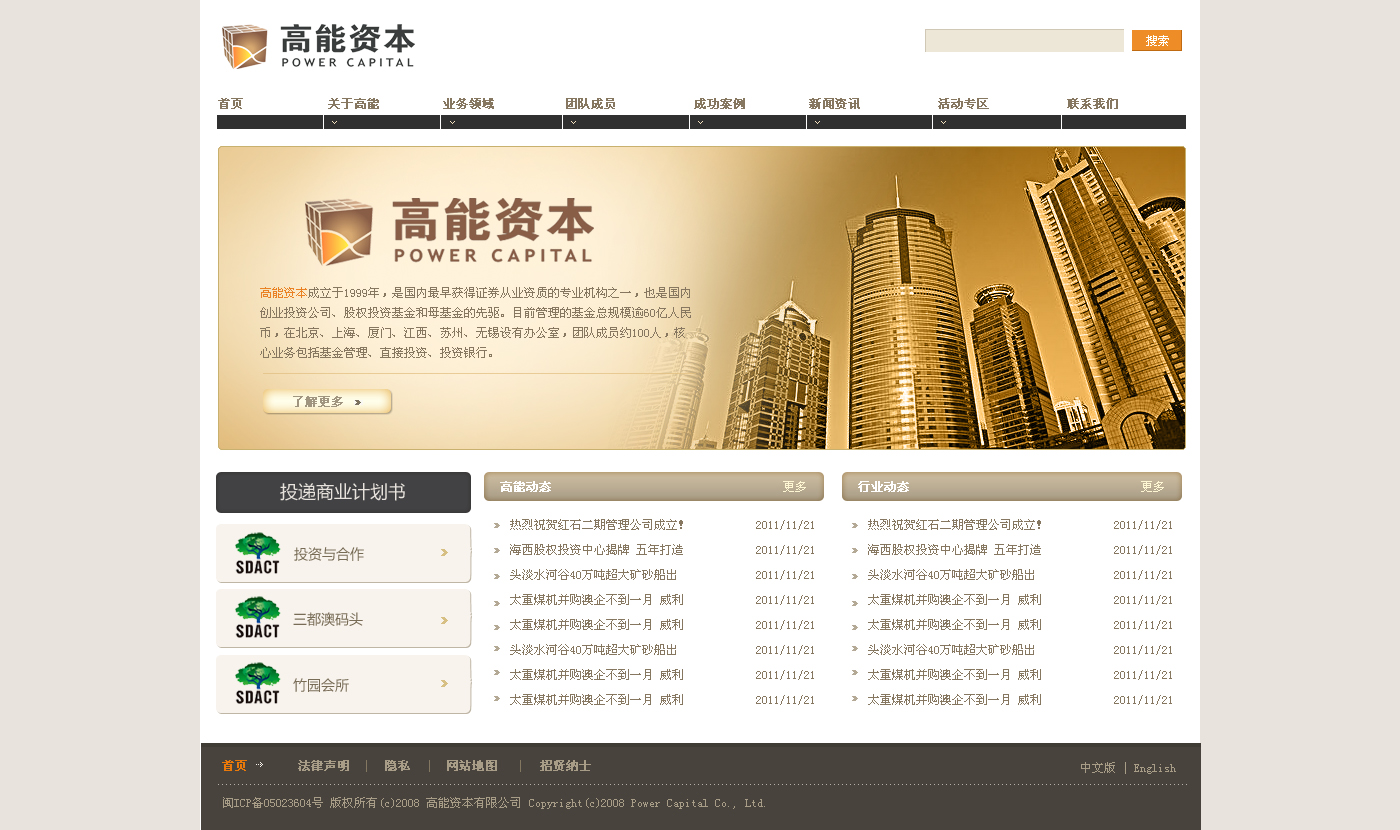 高能资本
POWER CAPITAL
搜索
首页 关于高能 业务领域 团队成员 成功案例 新闻资讯 活动专区 联系我们
高能资本
POWER CAPITAL
高能资本成立于1999年，是国内最早获得证券从业资质的专业机构之一，也是国内
创业投资公司、股权投资基金和母基金的先驱。目前管理的基金总规模逾60亿人民
币，在北京、上海、厦门、江西、苏州、无锡设有办公室，团队成员约100人，核
心业务包括基金管理、直接投资、投资银行。
了解更多 »
投递商业计划书
SDACT 投资与合作
SDACT 三都澳码头
SDACT 竹园会所
高能动态 更多
热烈祝贺红石二期管理公司成立！ 2011/11/21
海西股权投资中心揭牌 五年打造 2011/11/21
头淡水河谷40万吨超大矿砂船出 2011/11/21
太重煤机并购澳企不到一月 威利 2011/11/21
太重煤机并购澳企不到一月 威利 2011/11/21
头淡水河谷40万吨超大矿砂船出 2011/11/21
太重煤机并购澳企不到一月 威利 2011/11/21
太重煤机并购澳企不到一月 威利 2011/11/21
行业动态 更多
热烈祝贺红石二期管理公司成立！ 2011/11/21
海西股权投资中心揭牌 五年打造 2011/11/21
头淡水河谷40万吨超大矿砂船出 2011/11/21
太重煤机并购澳企不到一月 威利 2011/11/21
太重煤机并购澳企不到一月 威利 2011/11/21
头淡水河谷40万吨超大矿砂船出 2011/11/21
太重煤机并购澳企不到一月 威利 2011/11/21
太重煤机并购澳企不到一月 威利 2011/11/21
首页 法律声明 | 隐私 | 网站地图 | 招贤纳士
中文版 | English
闽ICP备05023604号 版权所有(c)2008 高能资本有限公司 Copyright(c)2008 Power Capital Co., Ltd.